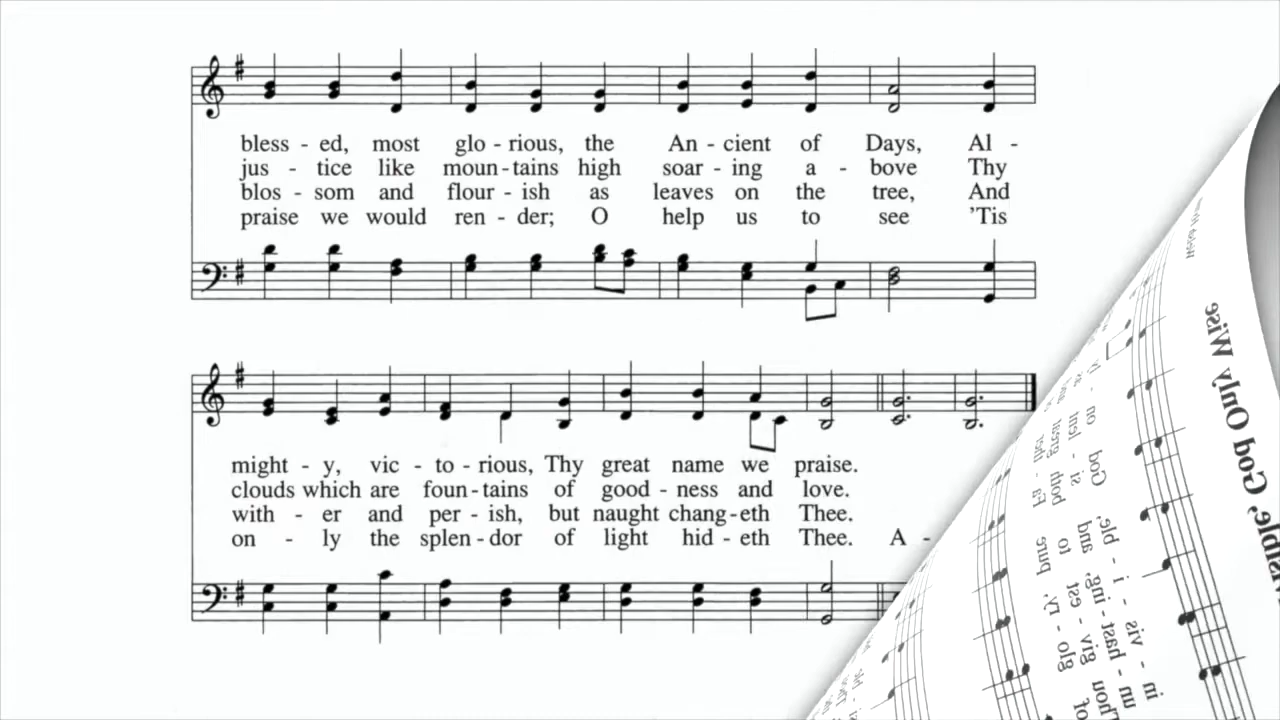 bless - ed, most glo - rious, the An - cient of Days, Al -
jus - tice like moun - tains high soar - ing a - bove Thy
blos - som and flour - ish as leaves on the tree, And
praise we would ren - der; O help us to see 'Tis
might - y, vic - to - rious, Thy great name we praise.
clouds which are foun - tains of good - ness and love.
with - er and per - ish, but naught chang - eth Thee.
on - ly the splen - dor of light hid - eth Thee. A -
God Only Wise